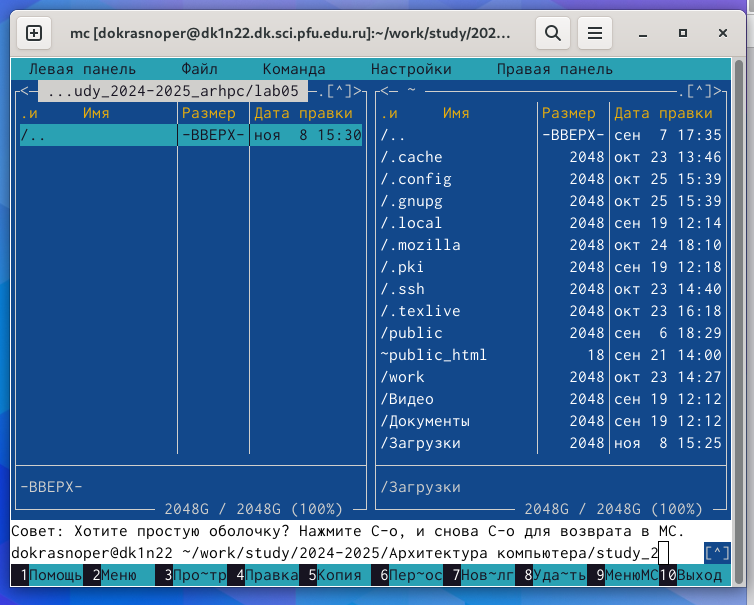 mc [dokrasnoper@dk1n22.dk.sci.pfu.edu.ru]:~/work/study/202...
Левая панель Файл Команда Настройки Правая панель
<— ...udy_2024-2025_arhpc/lab05 —.[^]> <— ~ —.[^]>
.и Имя Размер Дата правки .и Имя Размер Дата правки
/.. -ВВЕРХ- ноя 8 15:30 /.. -ВВЕРХ- сен 7 17:35
/.cache 2048 окт 23 13:46
/.config 2048 окт 25 15:39
/.gnupg 2048 окт 25 15:39
/.local 2048 сен 19 12:14
/.mozilla 2048 окт 24 18:10
/.pki 2048 сен 19 12:18
/.ssh 2048 окт 23 14:40
/.texlive 2048 окт 23 16:18
/public 2048 сен 6 18:29
~public_html 18 сен 21 14:00
/work 2048 окт 23 14:27
/Видео 2048 сен 19 12:12
/Документы 2048 сен 19 12:12
/Загрузки 2048 ноя 8 15:25
-ВВЕРХ- /Загрузки
2048G / 2048G (100%) 2048G / 2048G (100%)
Совет: Хотите простую оболочку? Нажмите C-o, и снова C-o для возврата в MC.
dokrasnoper@dk1n22 ~/work/study/2024-2025/Архитектура компьютера/study_2 [^]
1Помощь 2Меню 3Про~тр 4Правка 5Копия 6Пер~ос 7Нов~лг 8Уда~ть 9МенюMC 10Выход